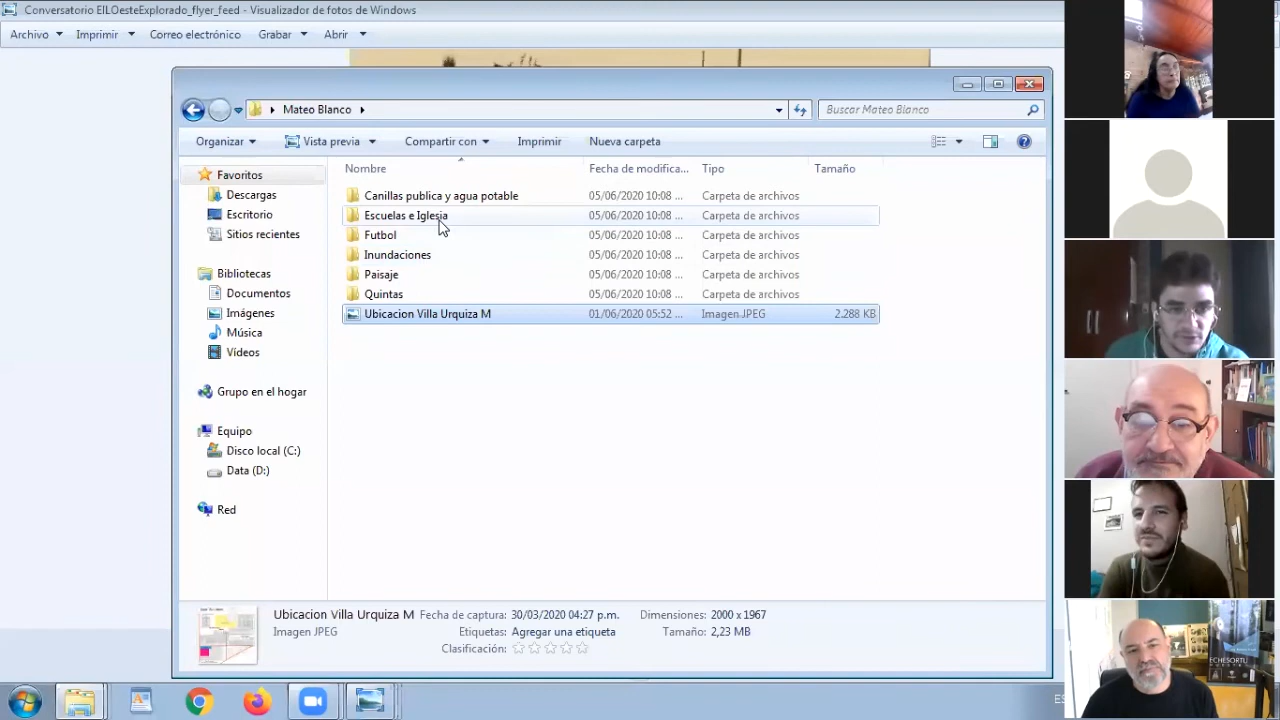 Conversatorio EILOesteExplorado_flyer_feed - Visualizador de fotos de Windows
Archivo Imprimir Correo electrónico Grabar Abrir
Mateo Blanco
Buscar Mateo Blanco
Organizar Vista previa Compartir con Imprimir Nueva carpeta
Favoritos
Descargas
Escritorio
Sitios recientes
Bibliotecas
Documentos
Imágenes
Música
Vídeos
Grupo en el hogar
Equipo
Disco local (C:)
Data (D:)
Red
Nombre Fecha de modifica... Tipo Tamaño
Canillas publica y agua potable 05/06/2020 10:08 ... Carpeta de archivos
Escuelas e Iglesia 05/06/2020 10:08 ... Carpeta de archivos
Futbol 05/06/2020 10:08 ... Carpeta de archivos
Inundaciones 05/06/2020 10:08 ... Carpeta de archivos
Paisaje 05/06/2020 10:08 ... Carpeta de archivos
Quintas 05/06/2020 10:08 ... Carpeta de archivos
Ubicacion Villa Urquiza M 01/06/2020 05:52 ... Imagen JPEG 2.288 KB
Ubicacion Villa Urquiza M Fecha de captura: 30/03/2020 04:27 p.m. Dimensiones: 2000 x 1967
Imagen JPEG Etiquetas: Agregar una etiqueta Tamaño: 2,23 MB
Clasificación:
ES
ECHESORTU